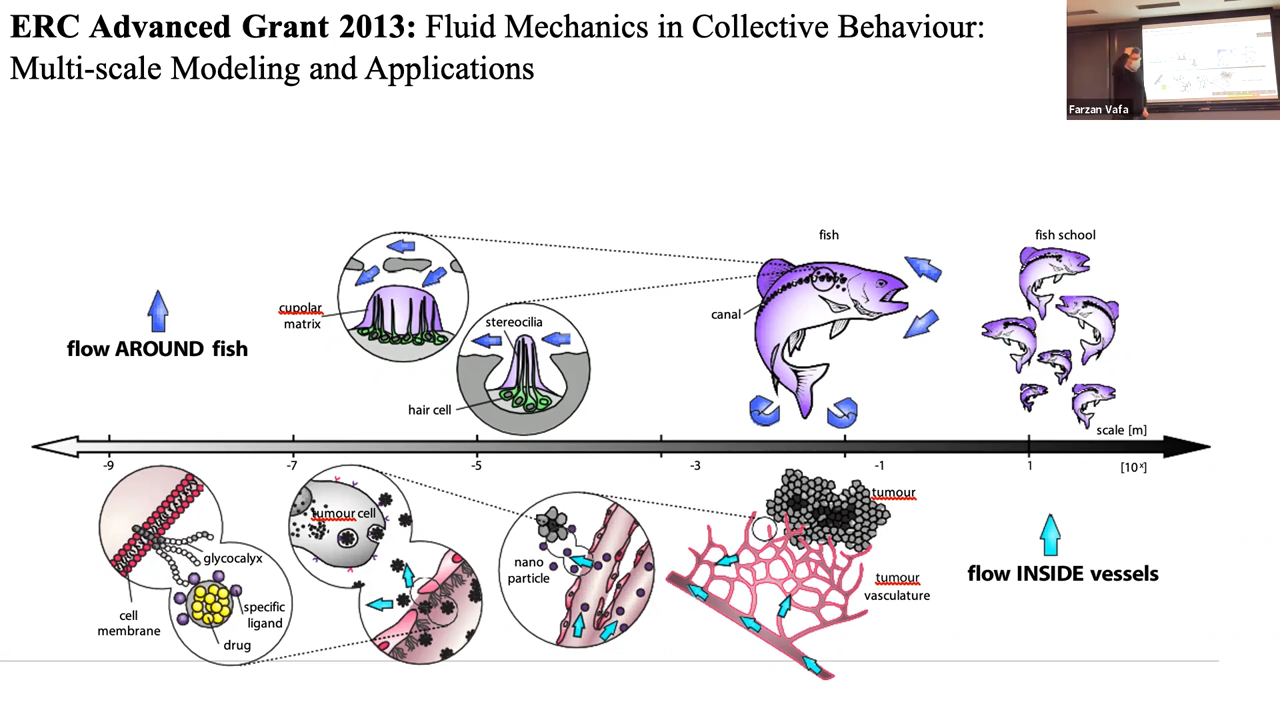 ERC Advanced Grant 2013: Fluid Mechanics in Collective Behaviour:
Multi-scale Modeling and Applications
Farzan Vafa
fish
fish school
cupolar
matrix
stereocilia
canal
flow AROUND fish
hair cell
scale [m]
-9
-7
-5
-3
-1
1
[10ˣ]
tumour
tumour cell
glycocalyx
nano
particle
flow INSIDE vessels
tumour
vasculature
specific
ligand
cell
membrane
drug